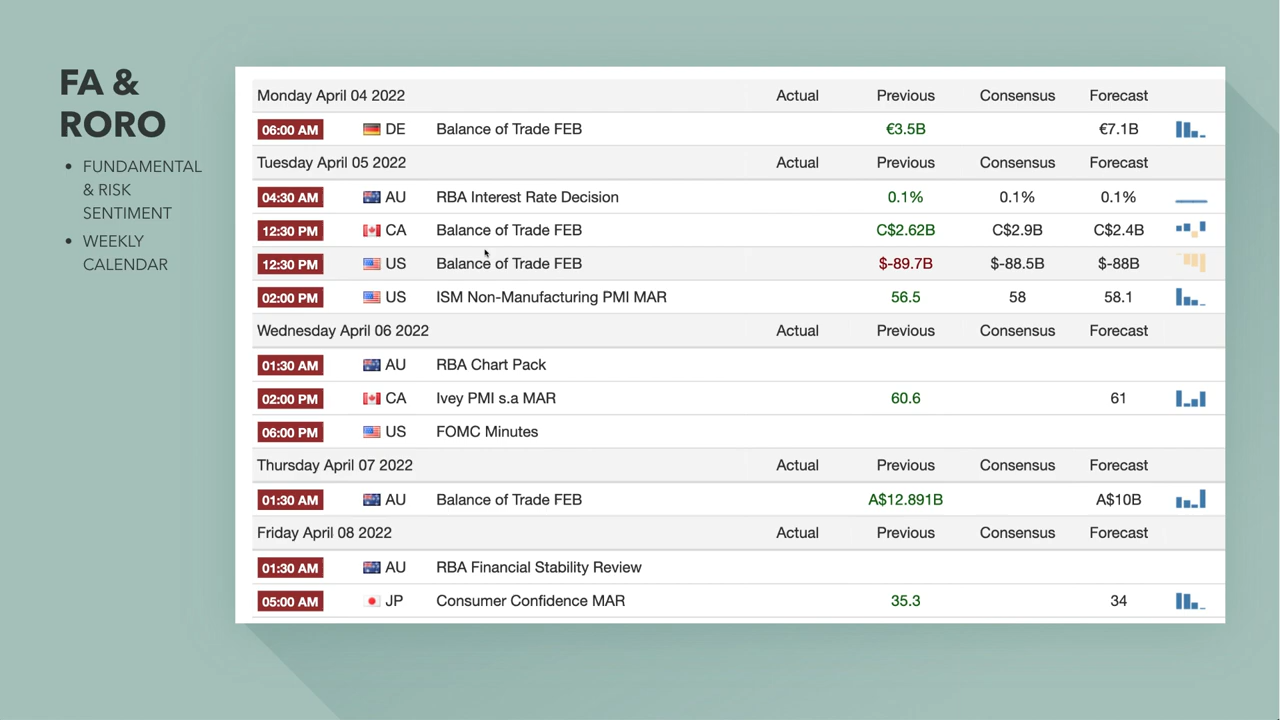 FA &
RORO
• FUNDAMENTAL
& RISK
SENTIMENT
• WEEKLY
CALENDAR
Monday April 04 2022 Actual Previous Consensus Forecast
06:00 AM DE Balance of Trade FEB €3.5B €7.1B
Tuesday April 05 2022 Actual Previous Consensus Forecast
04:30 AM AU RBA Interest Rate Decision 0.1% 0.1% 0.1%
12:30 PM CA Balance of Trade FEB C$2.62B C$2.9B C$2.4B
12:30 PM US Balance of Trade FEB $-89.7B $-88.5B $-88B
02:00 PM US ISM Non-Manufacturing PMI MAR 56.5 58 58.1
Wednesday April 06 2022 Actual Previous Consensus Forecast
01:30 AM AU RBA Chart Pack
02:00 PM CA Ivey PMI s.a MAR 60.6 61
06:00 PM US FOMC Minutes
Thursday April 07 2022 Actual Previous Consensus Forecast
01:30 AM AU Balance of Trade FEB A$12.891B A$10B
Friday April 08 2022 Actual Previous Consensus Forecast
01:30 AM AU RBA Financial Stability Review
05:00 AM JP Consumer Confidence MAR 35.3 34